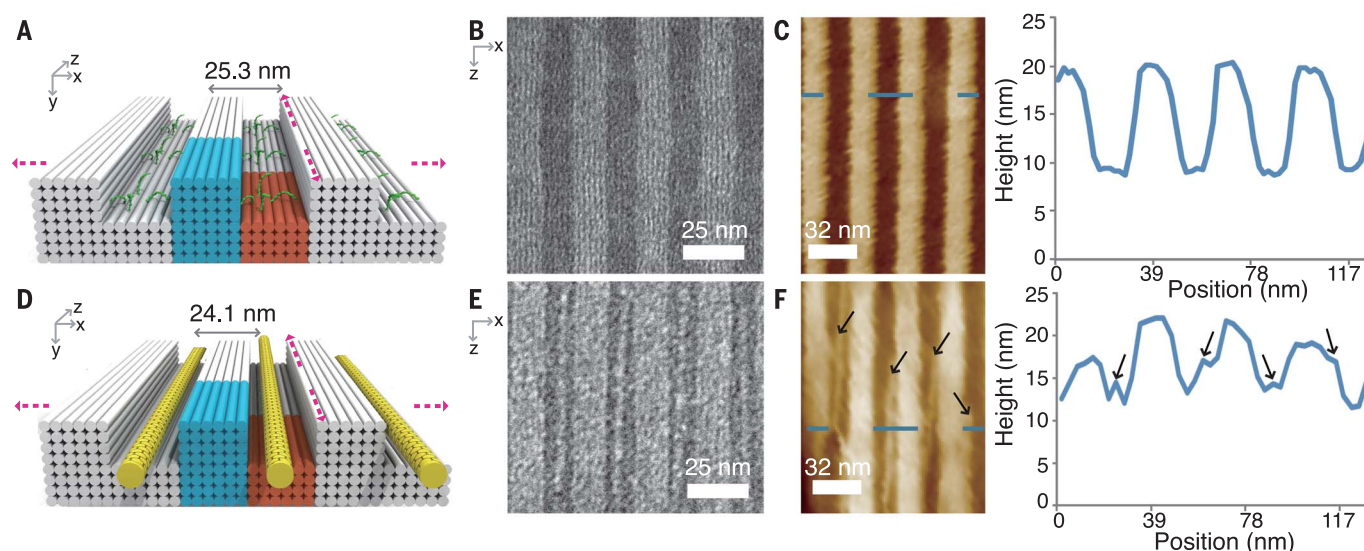 A
z
x
y
25.3 nm
B
x
z
25 nm
C
32 nm
Height (nm)
25
20
15
10
5
0
0 39 78 117
Position (nm)
D
z
x
y
24.1 nm
E
x
z
25 nm
F
32 nm
Height (nm)
25
20
15
10
5
0
0 39 78 117
Position (nm)